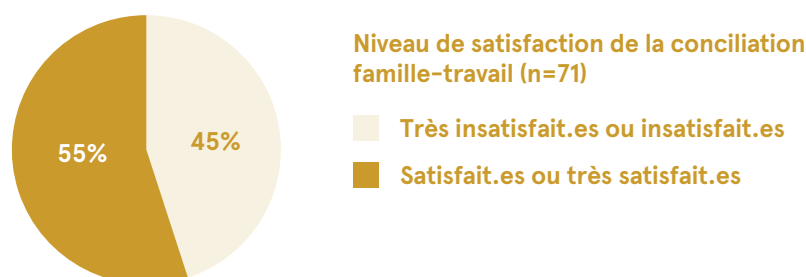 Niveau de satisfaction de la conciliation
famille-travail (n=71)
Très insatisfait.es ou insatisfait.es
Satisfait.es ou très satisfait.es
55%
45%